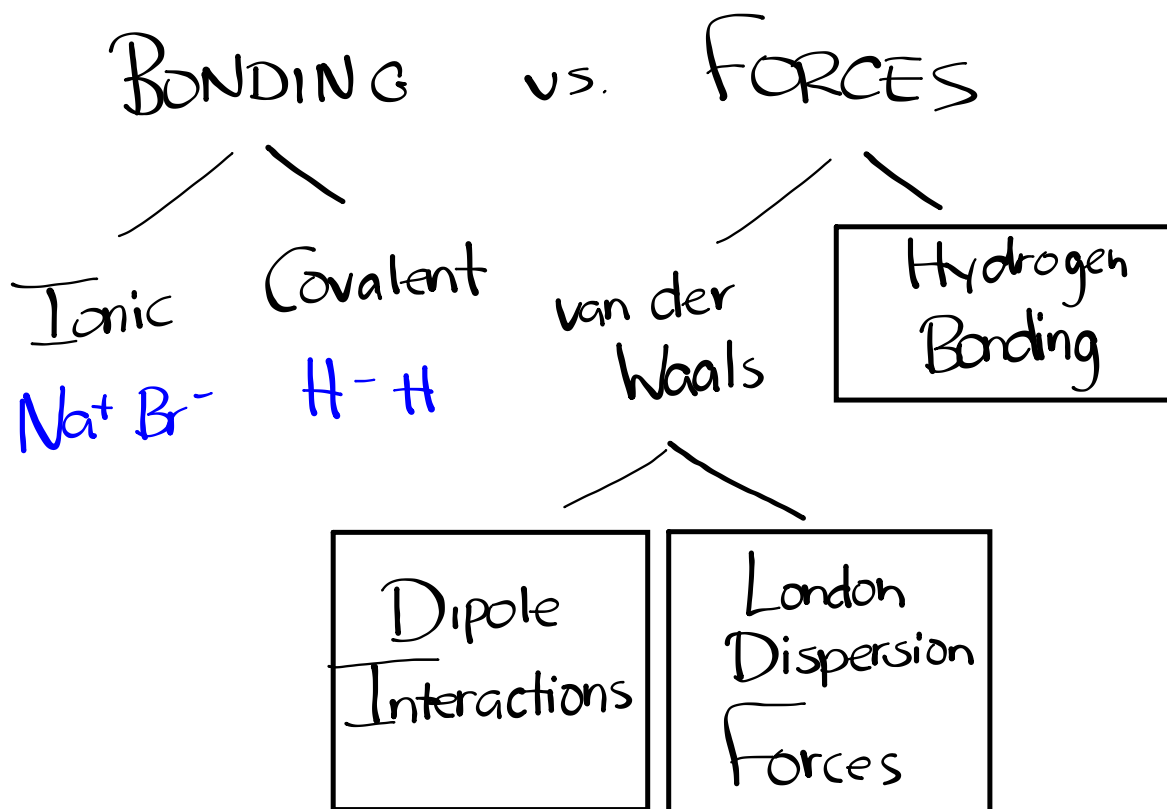 BONDING vs. FORCES
Ionic
Covalent
van der
Waals
Hydrogen
Bonding
Na⁺ Br⁻
H - H
Dipole
Interactions
London
Dispersion
Forces